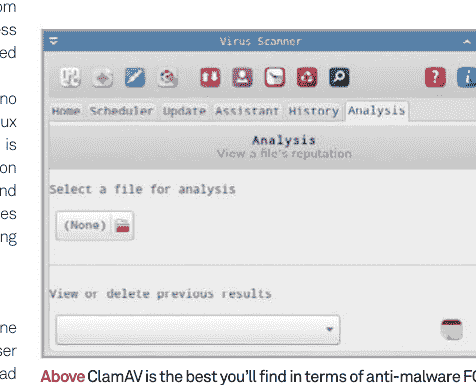 om
ess
ed
no
ux
is
on
nd
es
ng
ne
ser
ad
Virus Scanner
Home Scheduler Update Assistant History Analysis
Analysis
View a file's reputation
Select a file for analysis
(None)
View or delete previous results
Above ClamAV is the best you'll find in terms of anti-malware FO